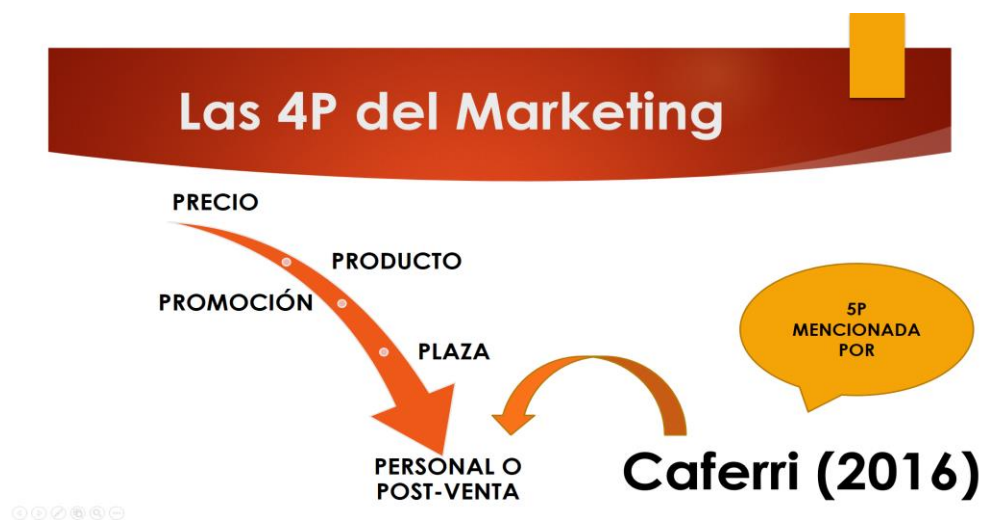 Las 4P del Marketing
PRECIO
PRODUCTO
PROMOCIÓN
PLAZA
5P
MENCIONADA
POR
PERSONAL O
POST-VENTA
Caferri (2016)